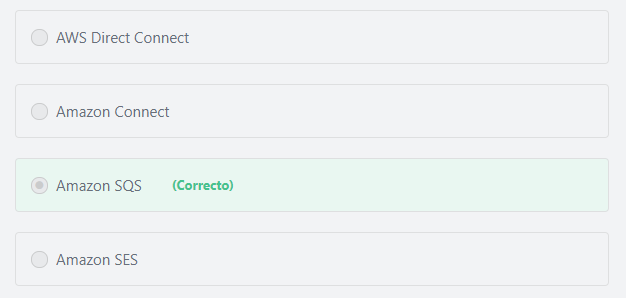 AWS Direct Connect
Amazon Connect
Amazon SQS (Correcto)
Amazon SES